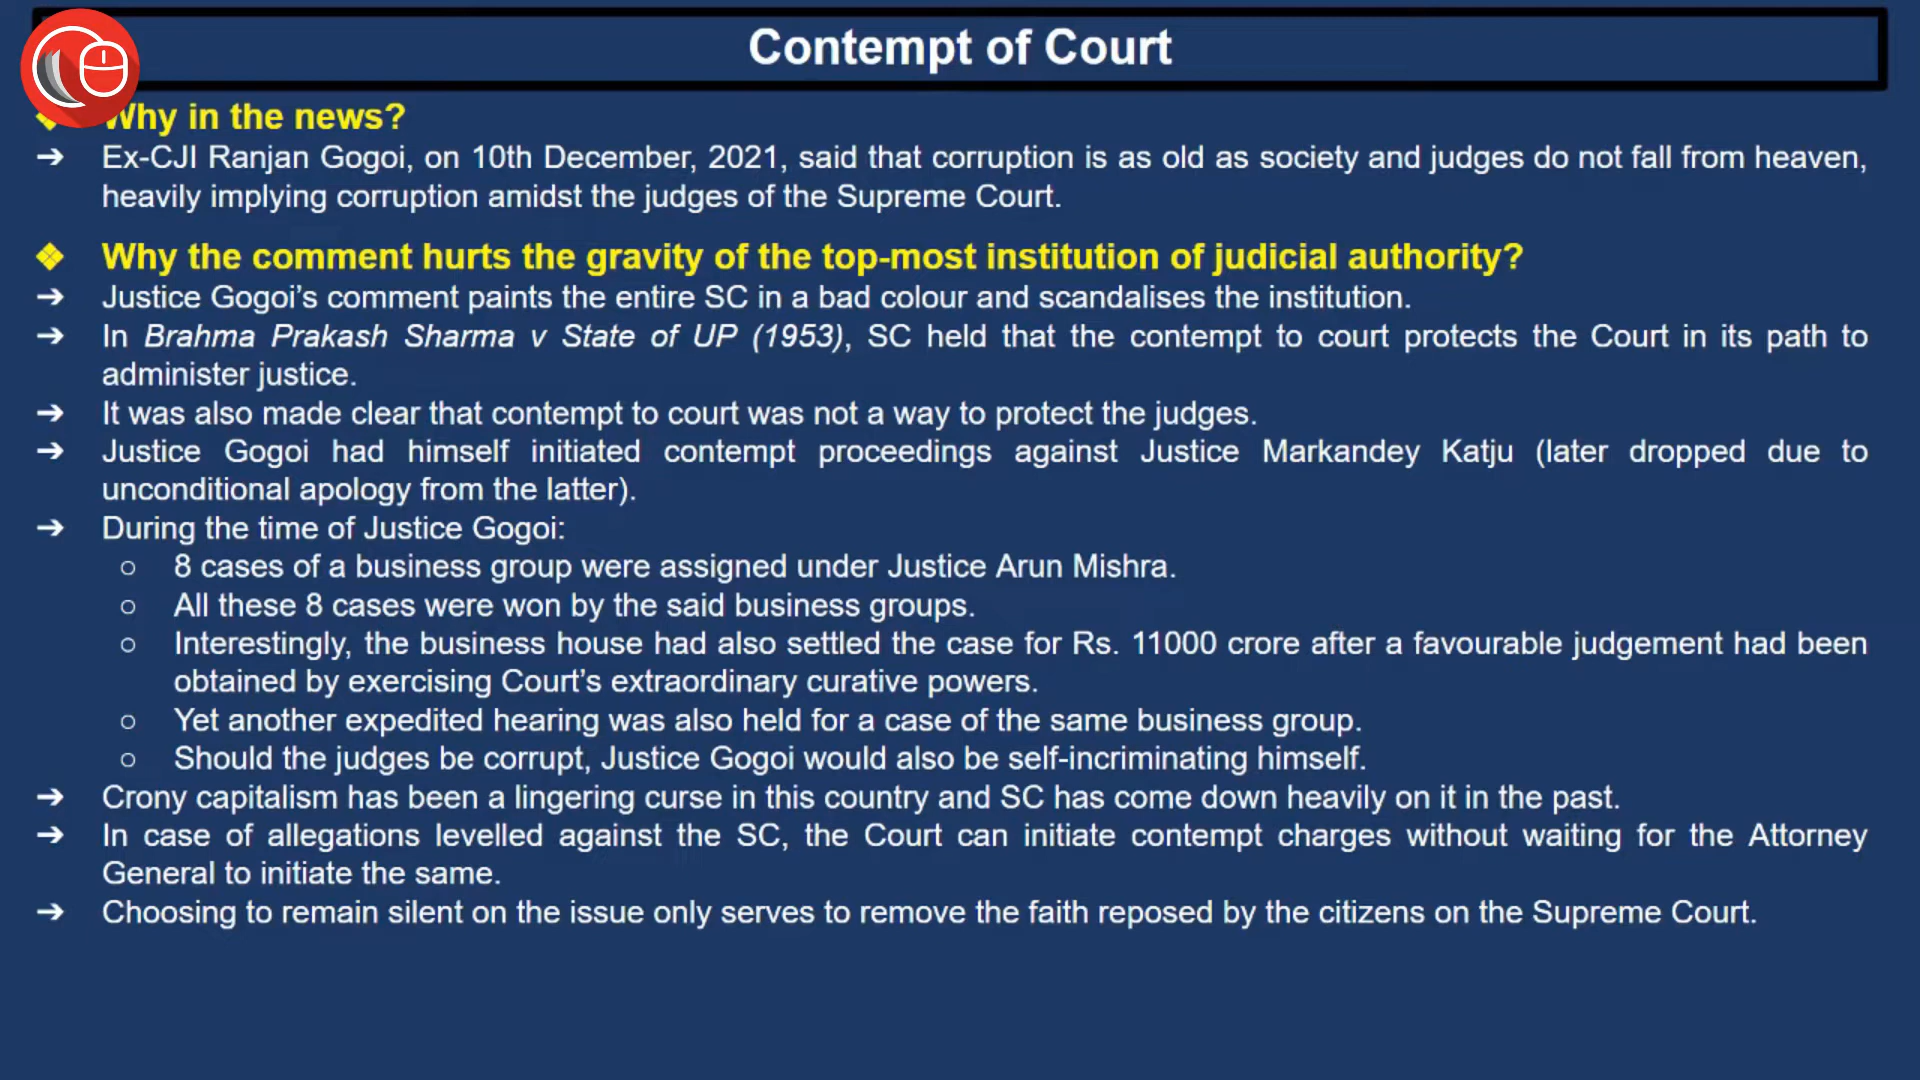 Contempt of Court
Why in the news?
Ex-CJI Ranjan Gogoi, on 10th December, 2021, said that corruption is as old as society and judges do not fall from heaven,
heavily implying corruption amidst the judges of the Supreme Court.
Why the comment hurts the gravity of the top-most institution of judicial authority?
Justice Gogoi’s comment paints the entire SC in a bad colour and scandalises the institution.
In Brahma Prakash Sharma v State of UP (1953), SC held that the contempt to court protects the Court in its path to
administer justice.
It was also made clear that contempt to court was not a way to protect the judges.
Justice Gogoi had himself initiated contempt proceedings against Justice Markandey Katju (later dropped due to
unconditional apology from the latter).
During the time of Justice Gogoi:
8 cases of a business group were assigned under Justice Arun Mishra.
All these 8 cases were won by the said business groups.
Interestingly, the business house had also settled the case for Rs. 11000 crore after a favourable judgement had been
obtained by exercising Court’s extraordinary curative powers.
Yet another expedited hearing was also held for a case of the same business group.
Should the judges be corrupt, Justice Gogoi would also be self-incriminating himself.
Crony capitalism has been a lingering curse in this country and SC has come down heavily on it in the past.
In case of allegations levelled against the SC, the Court can initiate contempt charges without waiting for the Attorney
General to initiate the same.
Choosing to remain silent on the issue only serves to remove the faith reposed by the citizens on the Supreme Court.